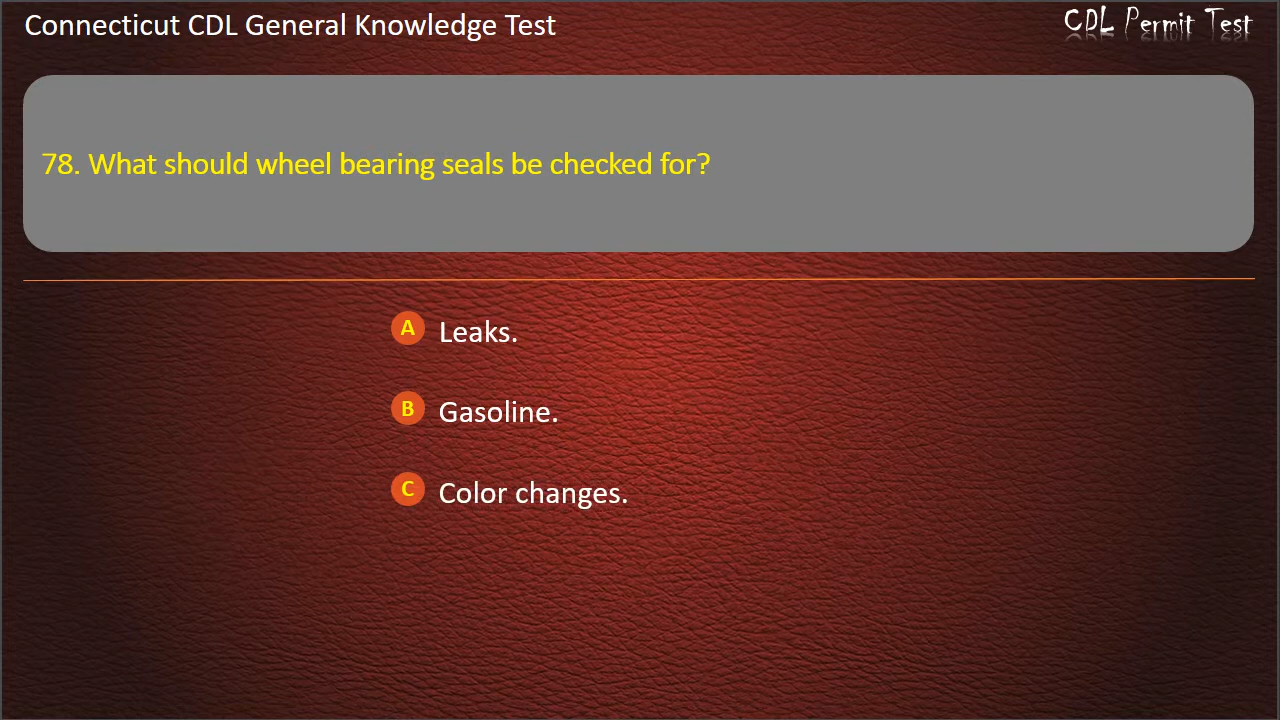 Connecticut CDL General Knowledge Test
CDL Permit Test
78. What should wheel bearing seals be checked for?
A Leaks.
B Gasoline.
C Color changes.